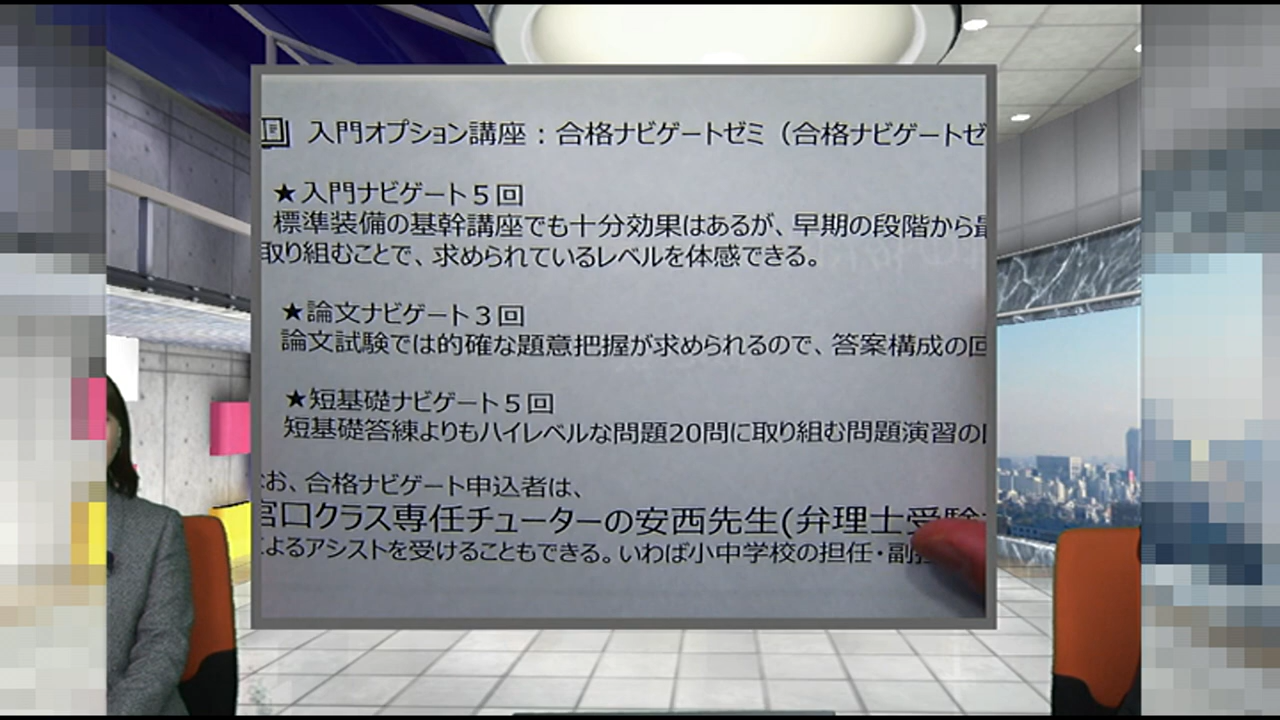 入門オプション講座：合格ナビゲートゼミ（合格ナビゲートゼ
★入門ナビゲート５回
標準装備の基幹講座でも十分効果はあるが、早期の段階から
取り組むことで、求められているレベルを体感できる。
★論文ナビゲート３回
論文試験では的確な題意把握が求められるので、答案構成の回
★短基礎ナビゲート５回
短基礎答練よりもハイレベルな問題20問に取り組む問題演習の
お、合格ナビゲート申込者は、
宮口クラス専任チューターの安西先生(弁理士受験
よるアシストを受けることもできる。いわば小中学校の担任・副